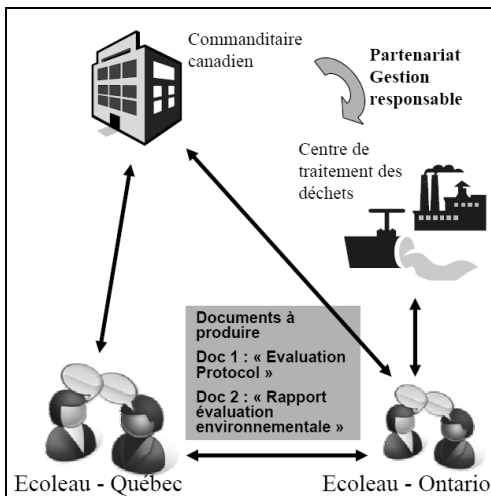 Commanditaire
canadien
Partenariat
Gestion
responsable
Centre de
traitement des
déchets
Documents à
produire
Doc 1 : « Evaluation
Protocol »
Doc 2 : « Rapport
évaluation
environnementale »
Ecoleau - Québec
Ecoleau - Ontario